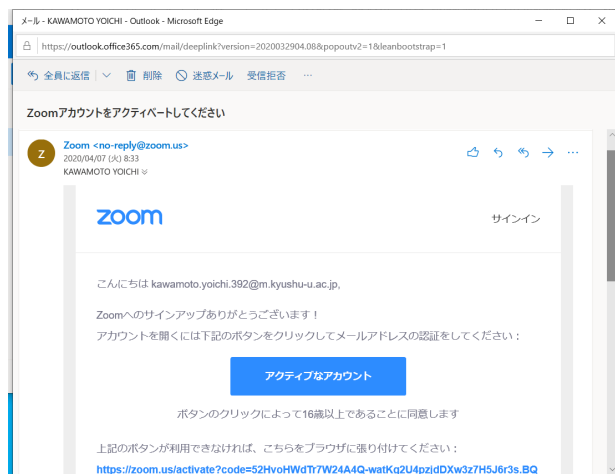 メール - KAWAMOTO YOICHI - Outlook - Microsoft Edge
https://outlook.office365.com/mail/deeplink?version=2020032904.08&popoutv2=1&leanbootstrap=1
全員に返信 削除 迷惑メール 受信拒否 …
Zoomアカウントをアクティベートしてください
Z
Zoom <no-reply@zoom.us>
2020/04/07 (火) 8:33
KAWAMOTO YOICHI
zoom
サインイン
こんにちは kawamoto.yoichi.392@m.kyushu-u.ac.jp,
Zoomへのサインアップありがとうございます！
アカウントを開くには下記のボタンをクリックしてメールアドレスの認証をしてください：
アクティブなアカウント
ボタンのクリックによって16歳以上であることに同意します
上記のボタンが利用できなければ、こちらをブラウザに張り付けてください：
https://zoom.us/activate?code=52HvoHWdTr7W24A4Q-watKg2U4pzjdDXw3z7H5J6r3s.BQ